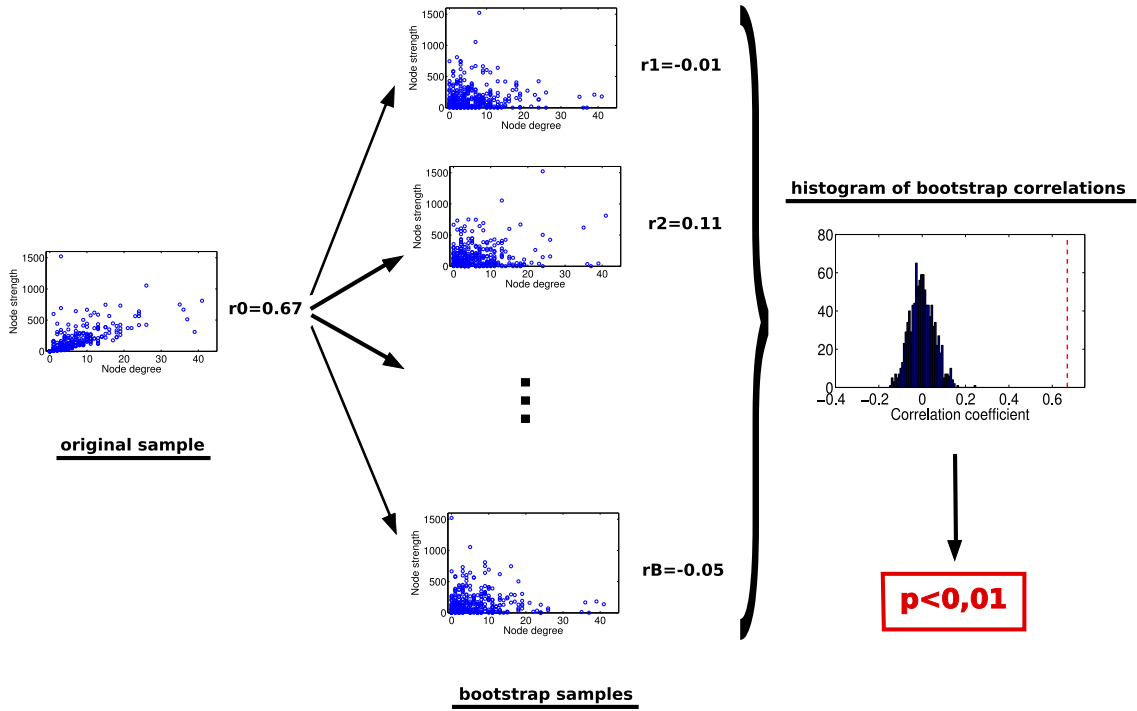 1500
1000
500
0
Node strength
0 10 20 30 40
Node degree
r1=-0.01
1500
1000
500
0
Node strength
0 10 20 30 40
Node degree
r2=0.11
histogram of bootstrap correlations
1500
1000
500
0
Node strength
0 10 20 30 40
Node degree
r0=0.67
original sample
80
60
40
20
0
−0.4 −0.2 0 0.2 0.4 0.6
Correlation coefficient
1500
1000
500
0
Node strength
0 10 20 30 40
Node degree
rB=-0.05
p<0,01
bootstrap samples